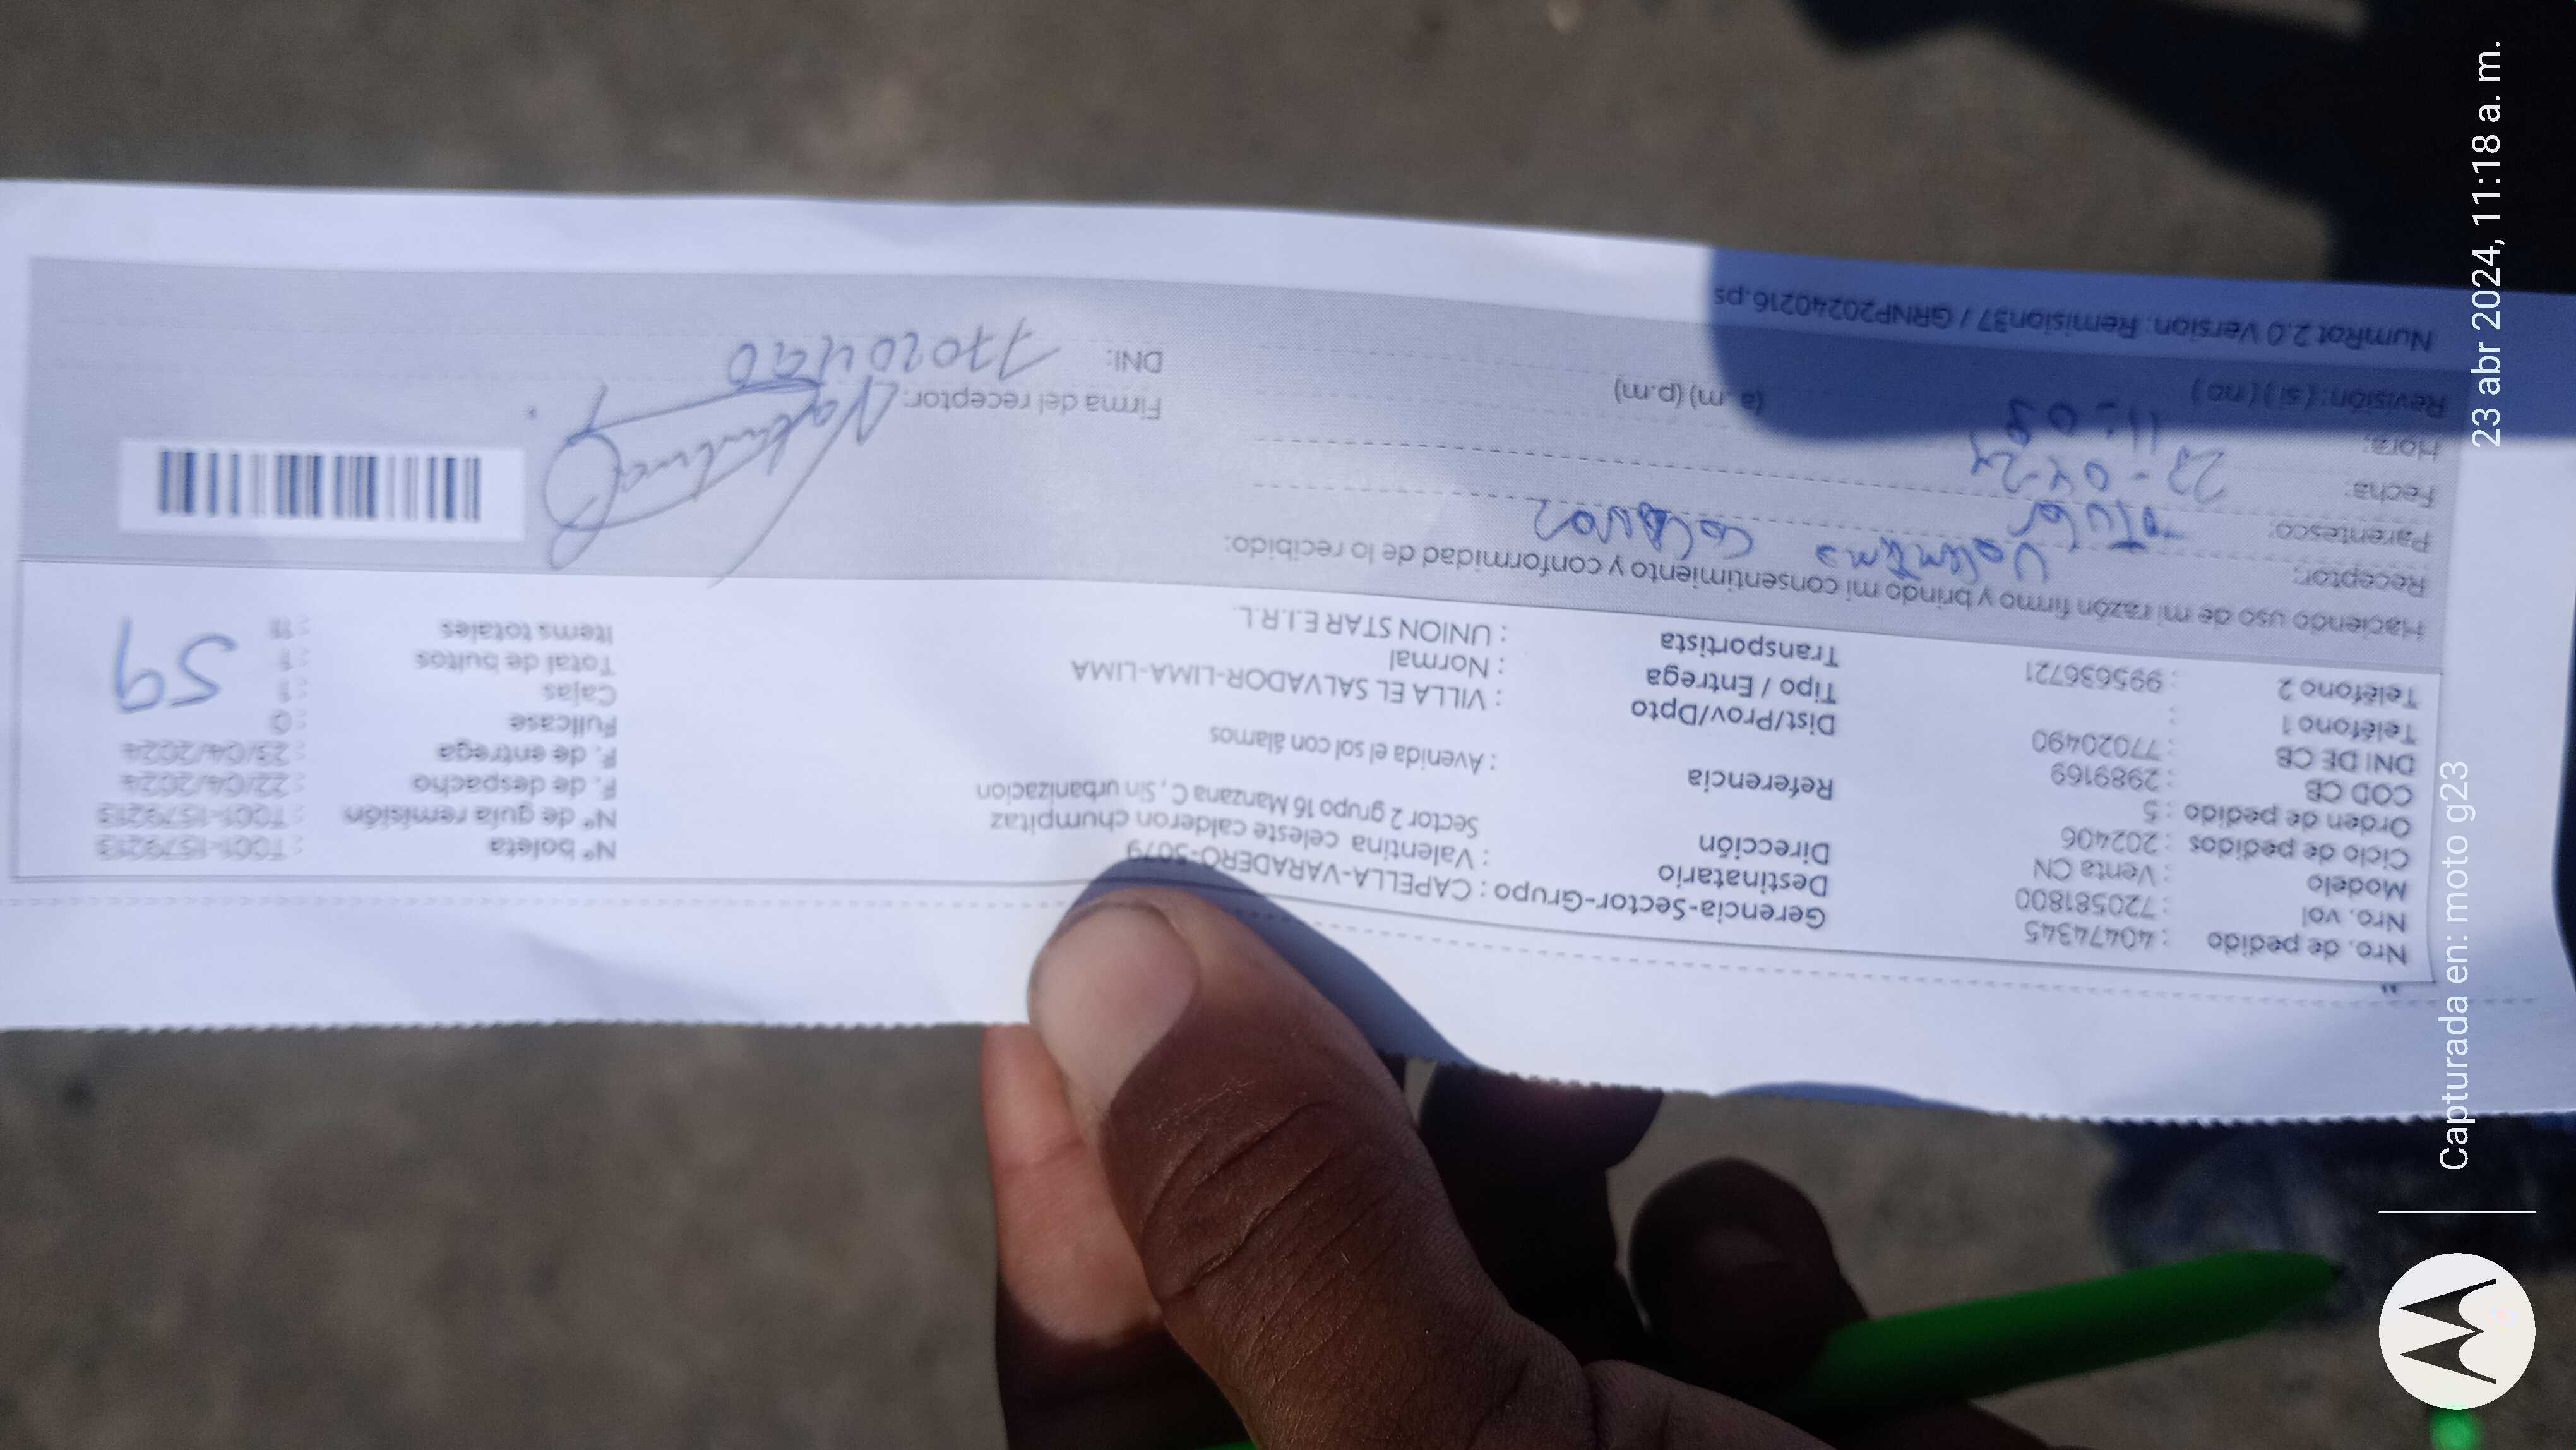 Nro. de pedido : 40474345
Nro. vol : 720581800
Modelo : Venta CN
Ciclo de pedidos : 202406
Orden de pedido : 5
COD CB : 2989169
DNI DE CB : 77020490
Teléfono 1 :
Teléfono 2 : 995636721
Gerencia-Sector-Grupo : CAPELLA-VARADERO-5079
Destinatario : Valentina celeste calderon chumpitaz
Dirección Sector 2 grupo 16 Manzana C, Sin urbanizacion
Referencia : Avenida el sol con álamos
Dist/Prov/Dpto : VILLA EL SALVADOR-LIMA-LIMA
Tipo / Entrega : Normal
Transportista : UNION STAR E.I.R.L.
N° boleta : T001-1579213
N° de guía remisión : T001-1579213
F. de despacho : 22/04/2024
F. de entrega : 23/04/2024
Fullcase : 0
Cajas : 1
Total de bultos : 1
Items totales :
59
Haciendo uso de mi razón firmo y brindo mi consentimiento y conformidad de lo recibido:
Receptor: Valentina
Parentesco: Titular
Fecha: 23-04-24
Hora: 11:09 (a.m) (p.m)
Revisión: (si) (no)
Firma del receptor: Valentina
DNI: 77020490
NumRot 2.0 Version: Remision37 / GRNP20240216.ps
Capturada en: moto g23
23 abr 2024, 11:18 a. m.